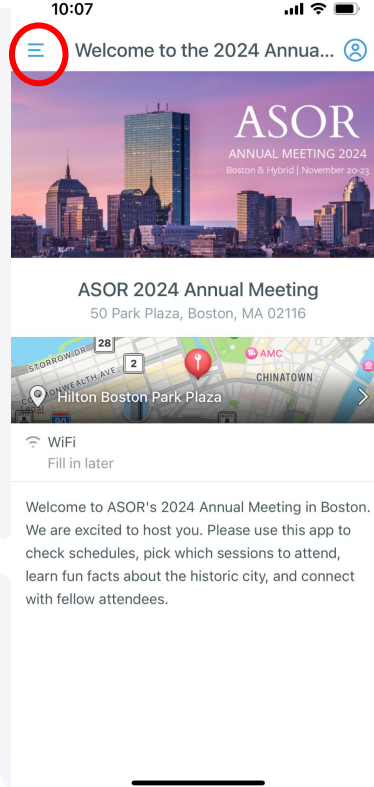 10:07
Welcome to the 2024 Annua...
ASOR
ANNUAL MEETING 2024
Boston & Hybrid | November 20-23
ASOR 2024 Annual Meeting
50 Park Plaza, Boston, MA 02116
28
STORROW DR
2
AMC
CHINATOWN
Hilton Boston Park Plaza
Legal
90
WiFi
Fill in later
Welcome to ASOR's 2024 Annual Meeting in Boston.
We are excited to host you. Please use this app to
check schedules, pick which sessions to attend,
learn fun facts about the historic city, and connect
with fellow attendees.